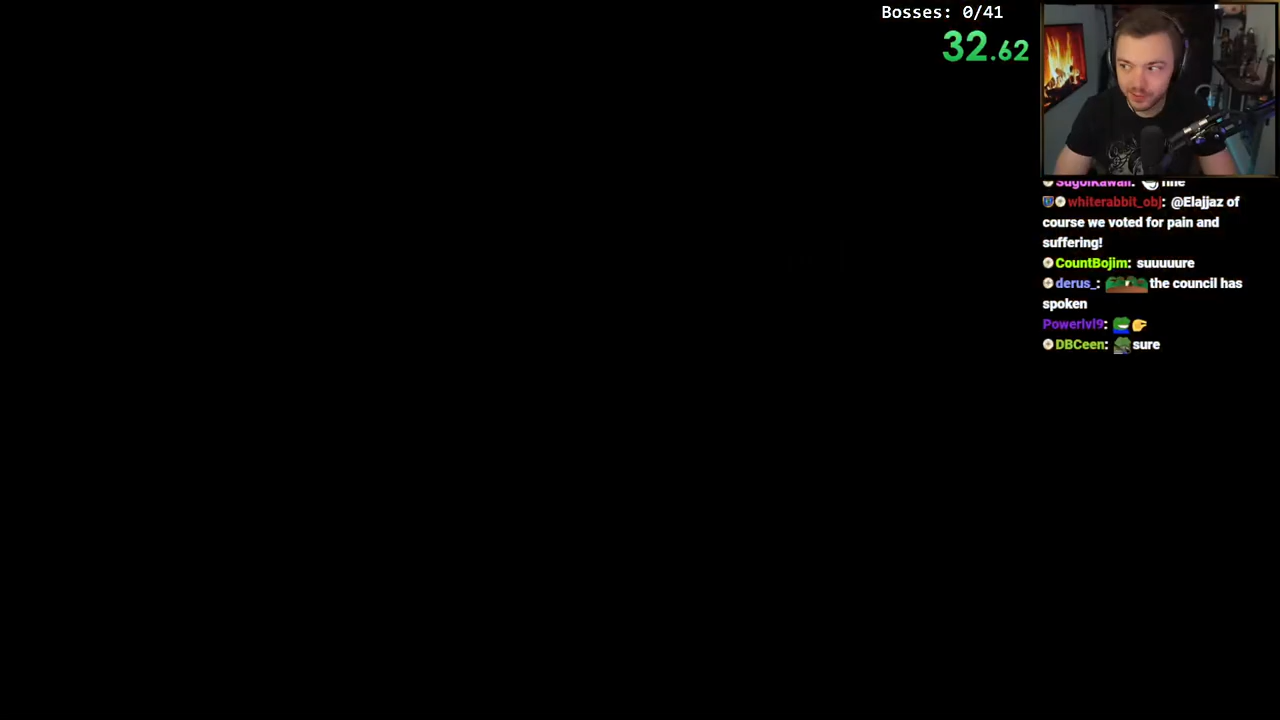 Bosses: 0/41
32.62
SugoiKawaii: fine
whiterabbit_obj: @Elajjaz of
course we voted for pain and
suffering!
CountBojim: suuuuure
derus_: the council has
spoken
Powerlvl9:
DBCeen: sure